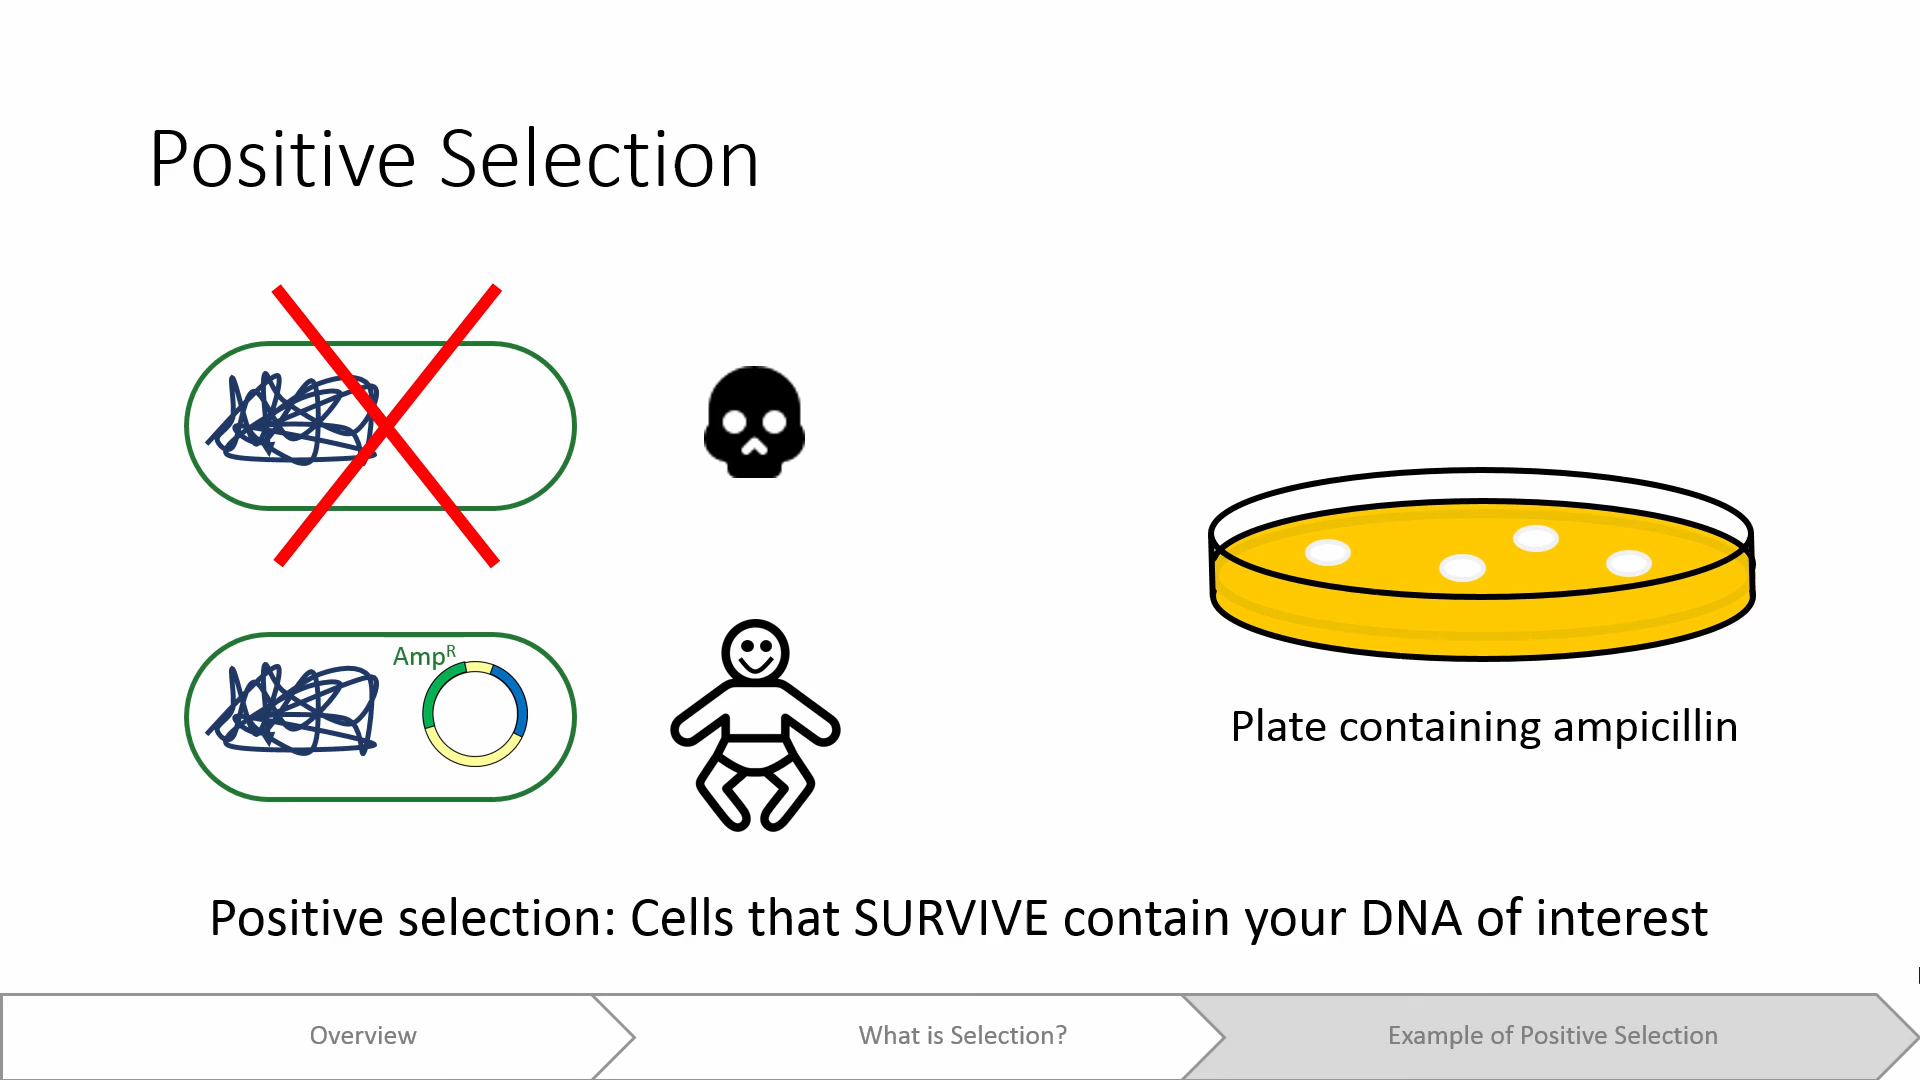 Positive Selection
Amp^R
Plate containing ampicillin
Positive selection: Cells that SURVIVE contain your DNA of interest
Overview
What is Selection?
Example of Positive Selection